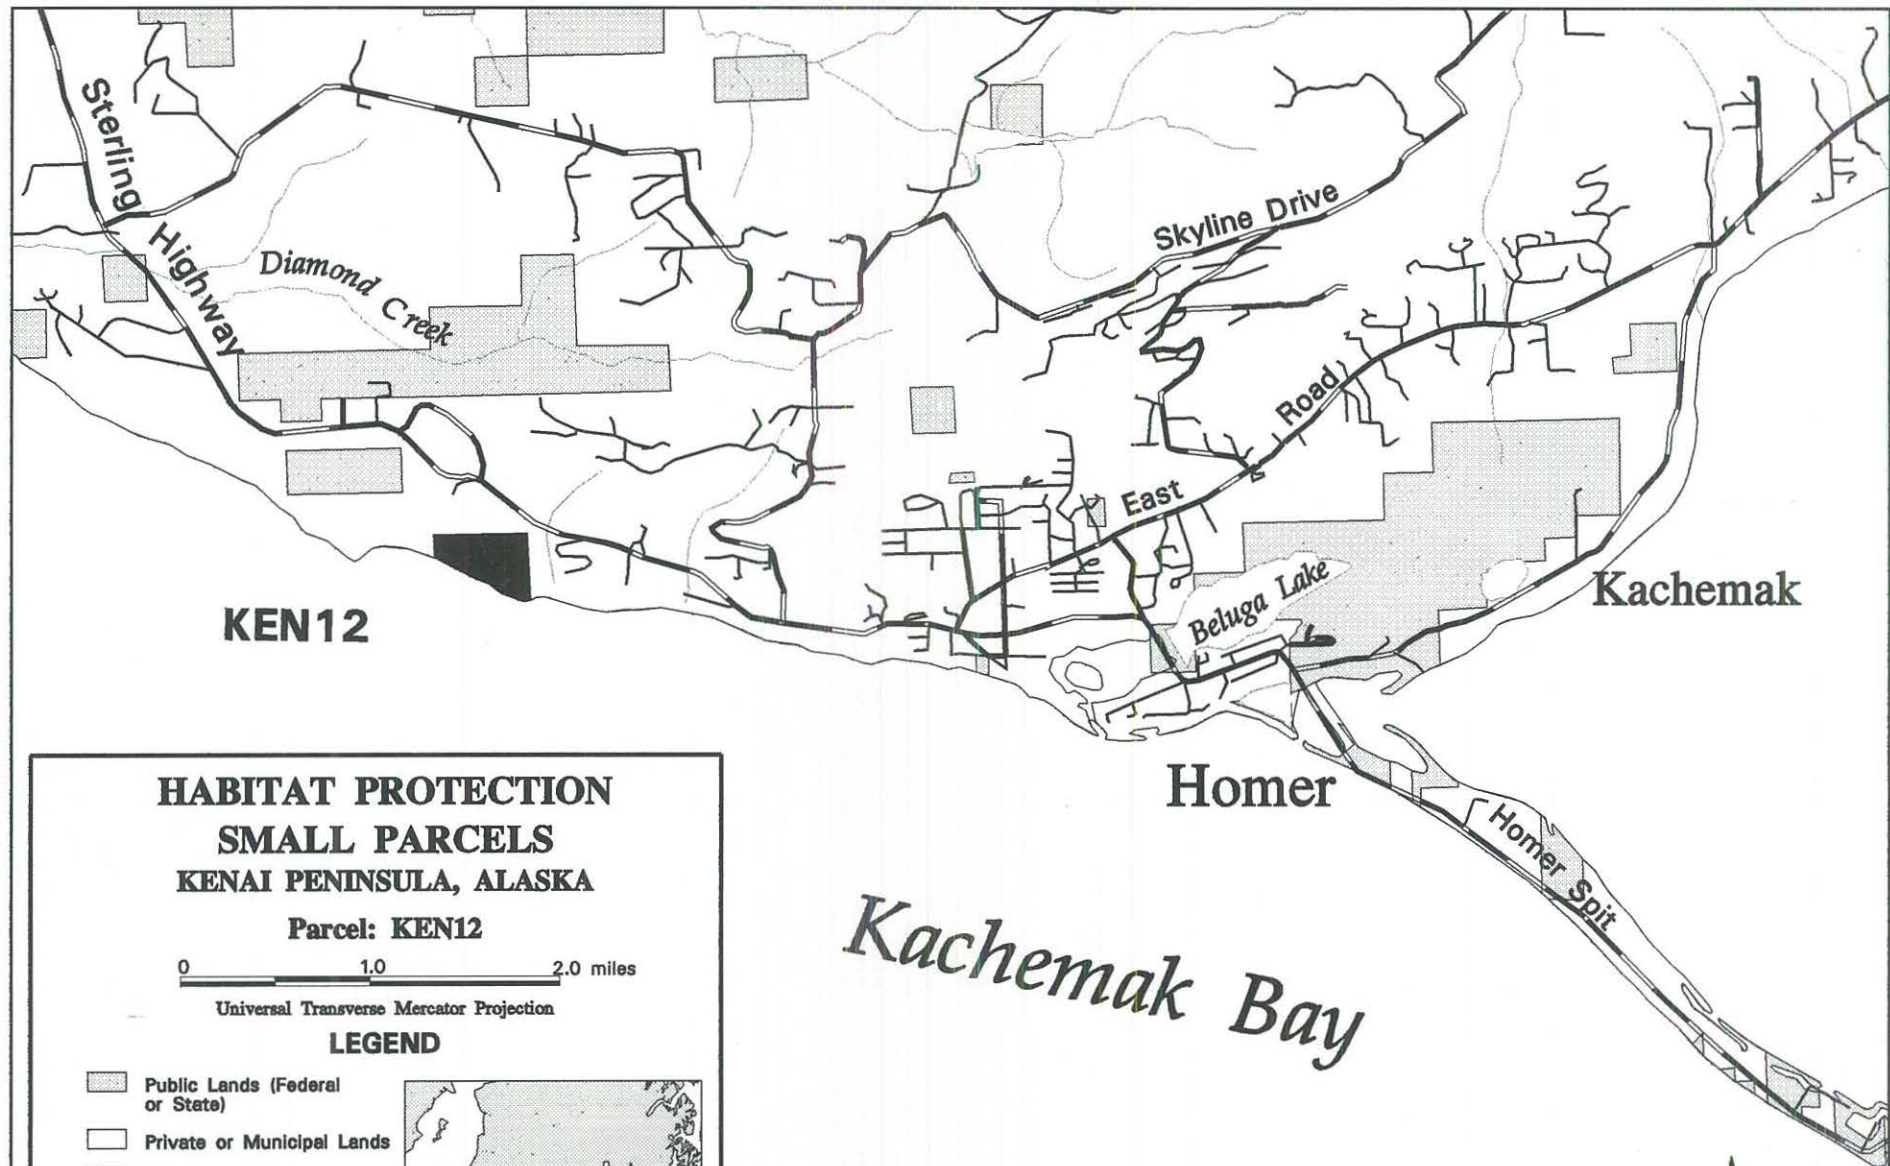 Sterling
Highway
Diamond Creek
Skyline Drive
East Road
Beluga Lake
Kachemak
KEN12
Homer
Homer Spit
Kachemak Bay
HABITAT PROTECTION
SMALL PARCELS
KENAI PENINSULA, ALASKA
Parcel: KEN12
0 1.0 2.0 miles
Universal Transverse Mercator Projection
LEGEND
Public Lands (Federal
or State)
Private or Municipal Lands